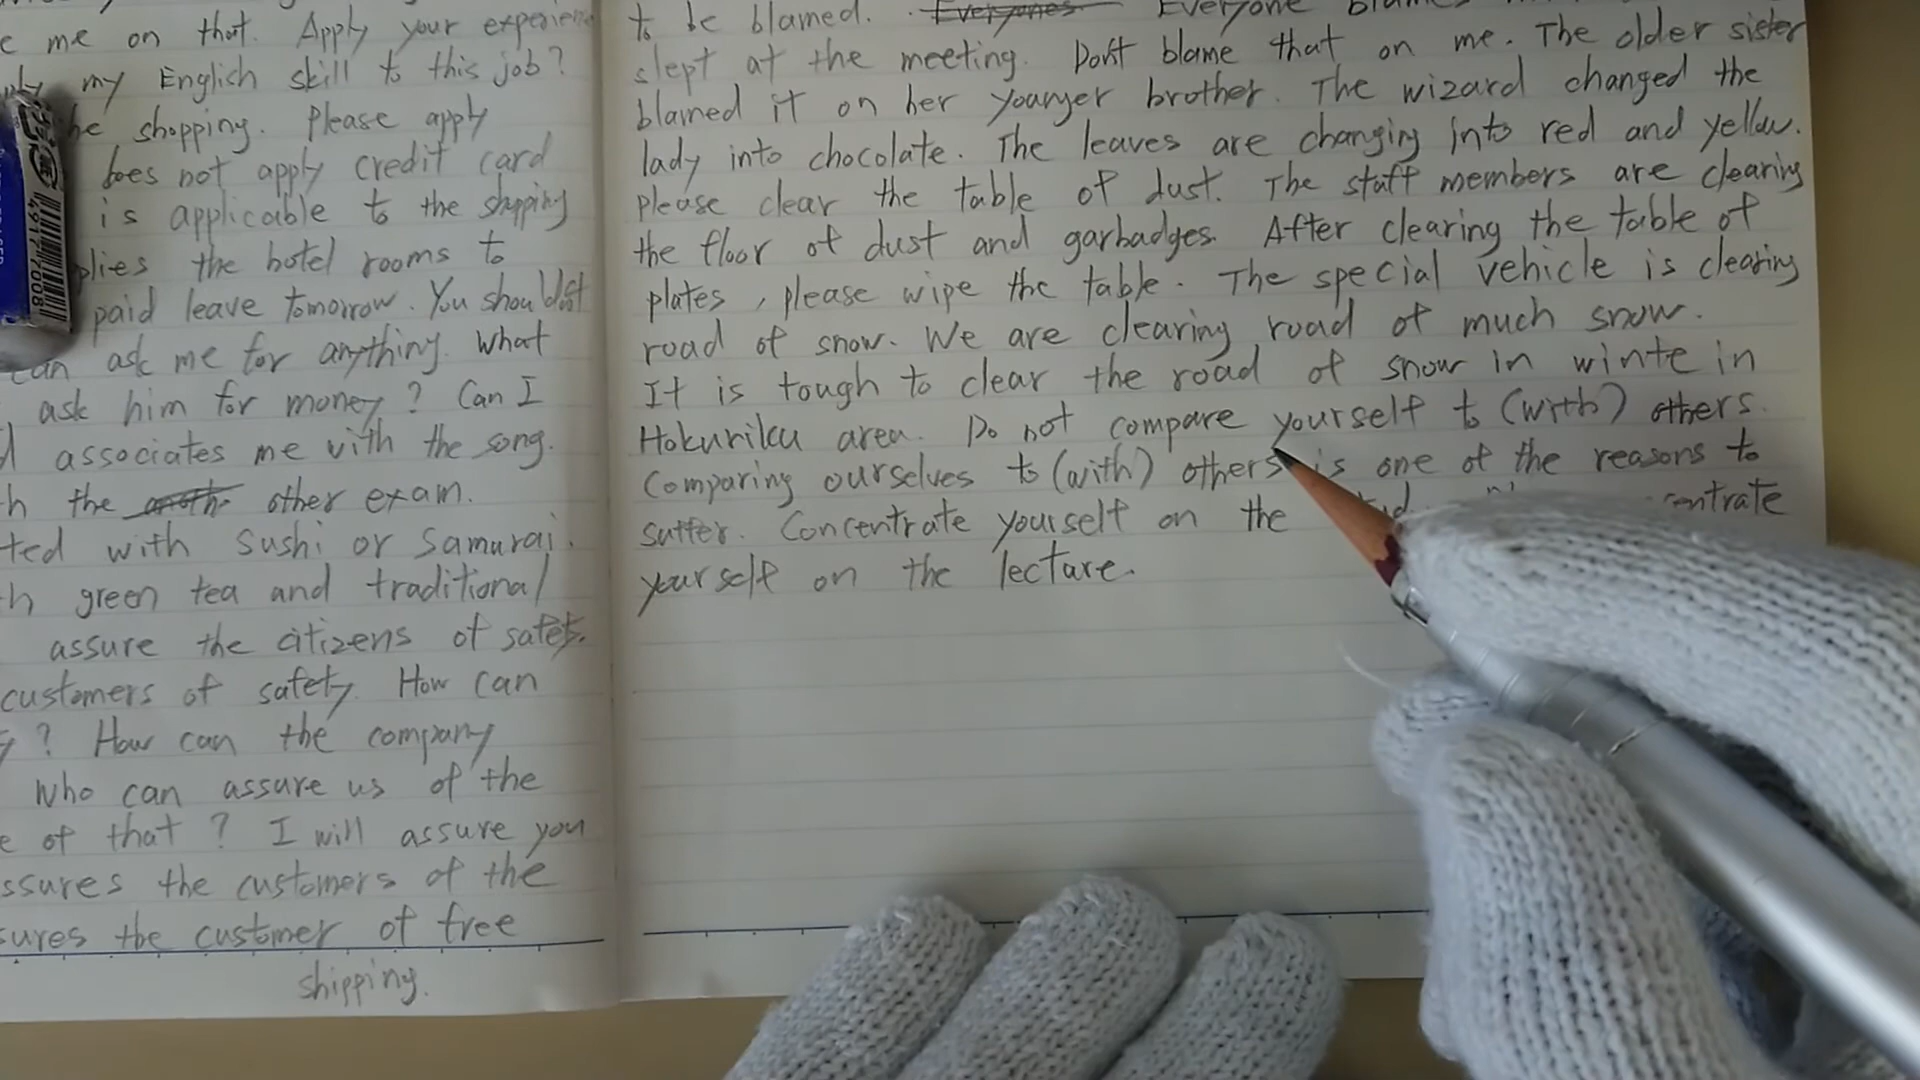 me on that. Apply your
my English skill to this job?
he shopping. Please apply
does not apply credit card
is applicable to the shipping
plies the hotel rooms to
paid leave tomorrow. You shouldn't
can ask me for anything. What
ask him for money? Can I
associates me with the song.
h the other exam.
ted with Sushi or Samurai.
h green tea and traditional
assure the citizens of safety.
customers of safety. How can
y? How can the company
Who can assure us of the
e of that? I will assure you
ssures the customers of the
sures the customer of free
shipping.
to be blamed. Everyones Everyone
slept at the meeting. Don't blame that on me. The older sister
blamed it on her younger brother. The wizard changed the
lady into chocolate. The leaves are changing into red and yellow.
Please clear the table of dust. The staff members are clearing
the floor of dust and garbadges. After clearing the table of
plates, please wipe the table. The special vehicle is clearing
road of snow. We are clearing road of much snow.
It is tough to clear the road of snow in winte in
Hokuriku area. Do not compare yourself to (with) others.
Comparing ourselves to (with) others is one of the reasons to
suffer. Concentrate yourself on the
yourself on the lecture.
4917 7008